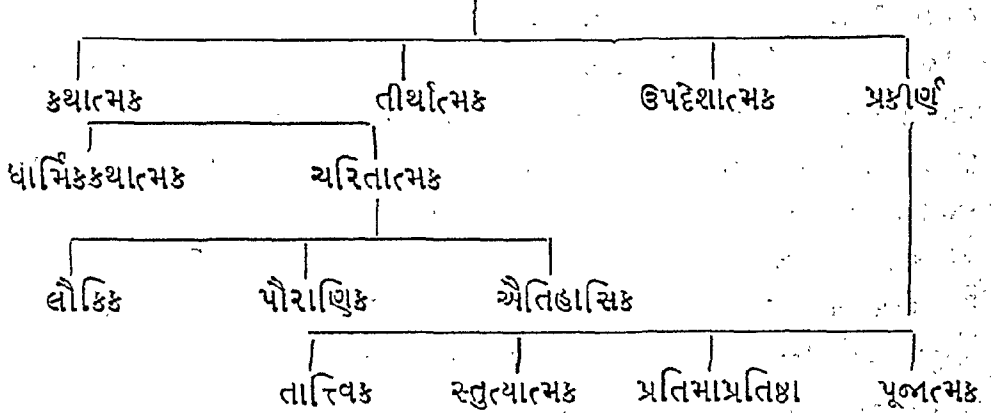 કથાત્મક તીર્થાત્મક ઉપદેશાત્મક પ્રકીર્ણ
ધાર્મિકકથાત્મક ચરિતાત્મક
લૌકિક પૌરાણિક ઐતિહાસિક
તાત્ત્વિક સ્તુત્યાત્મક પ્રતિમાપ્રતિષ્ઠા પૂજાત્મક